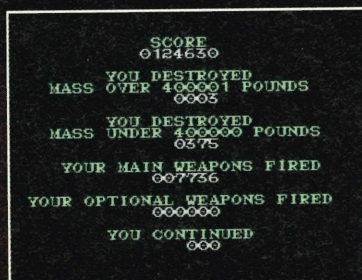 SCORE
0124630
YOU DESTROYED
MASS OVER 400001 POUNDS
0003
YOU DESTROYED
MASS UNDER 400000 POUNDS
0375
YOUR MAIN WEAPONS FIRED
007736
YOUR OPTIONAL WEAPONS FIRED
000000
YOU CONTINUED
000